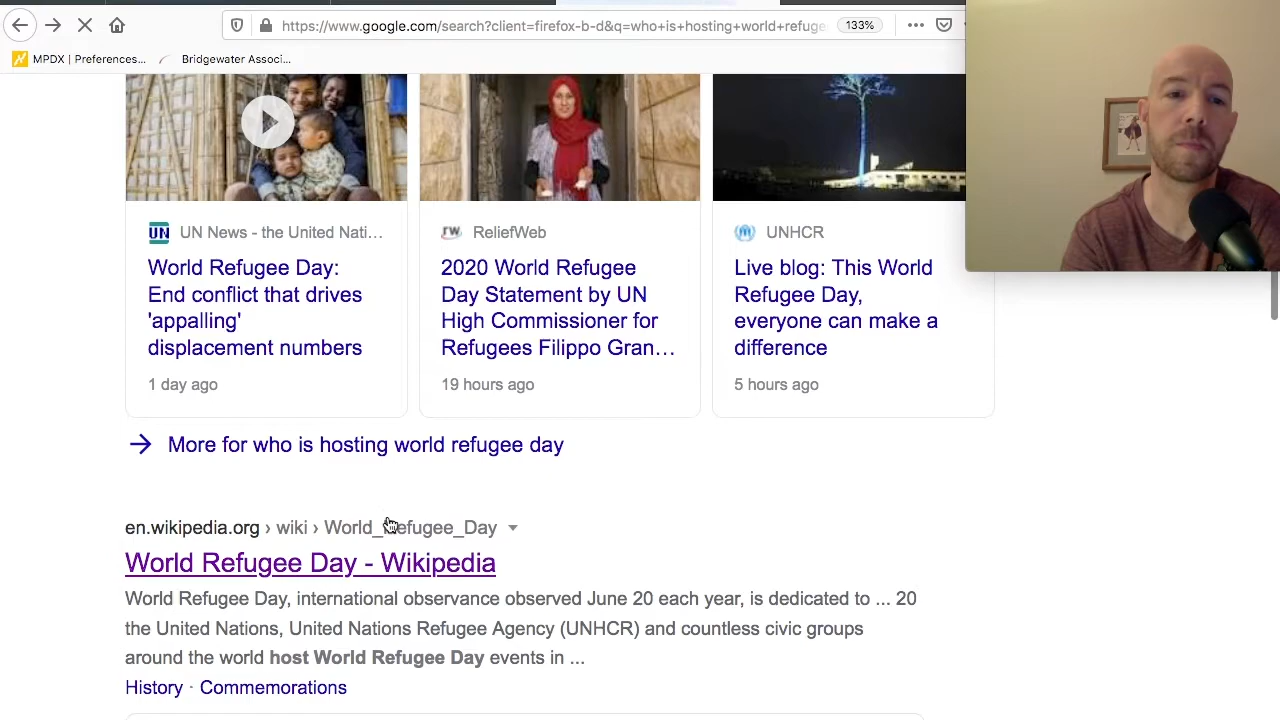 https://www.google.com/search?client=firefox-b-d&q=who+is+hosting+world+refuge
133%
MPDX | Preferences...
Bridgewater Associ...
UN News - the United Nati...
World Refugee Day:
End conflict that drives
'appalling'
displacement numbers
1 day ago
rw ReliefWeb
2020 World Refugee
Day Statement by UN
High Commissioner for
Refugees Filippo Gran...
19 hours ago
UNHCR
Live blog: This World
Refugee Day,
everyone can make a
difference
5 hours ago
More for who is hosting world refugee day
en.wikipedia.org › wiki › World_Refugee_Day
World Refugee Day - Wikipedia
World Refugee Day, international observance observed June 20 each year, is dedicated to ... 20
the United Nations, United Nations Refugee Agency (UNHCR) and countless civic groups
around the world host World Refugee Day events in ...
History · Commemorations